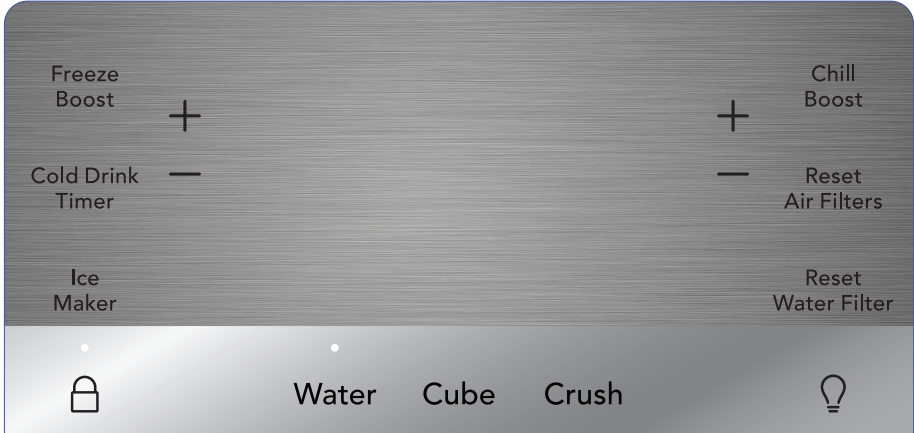 Freeze
Boost
+
Cold Drink
Timer
−
Ice
Maker
+
Chill
Boost
−
Reset
Air Filters
Reset
Water Filter
Water Cube Crush